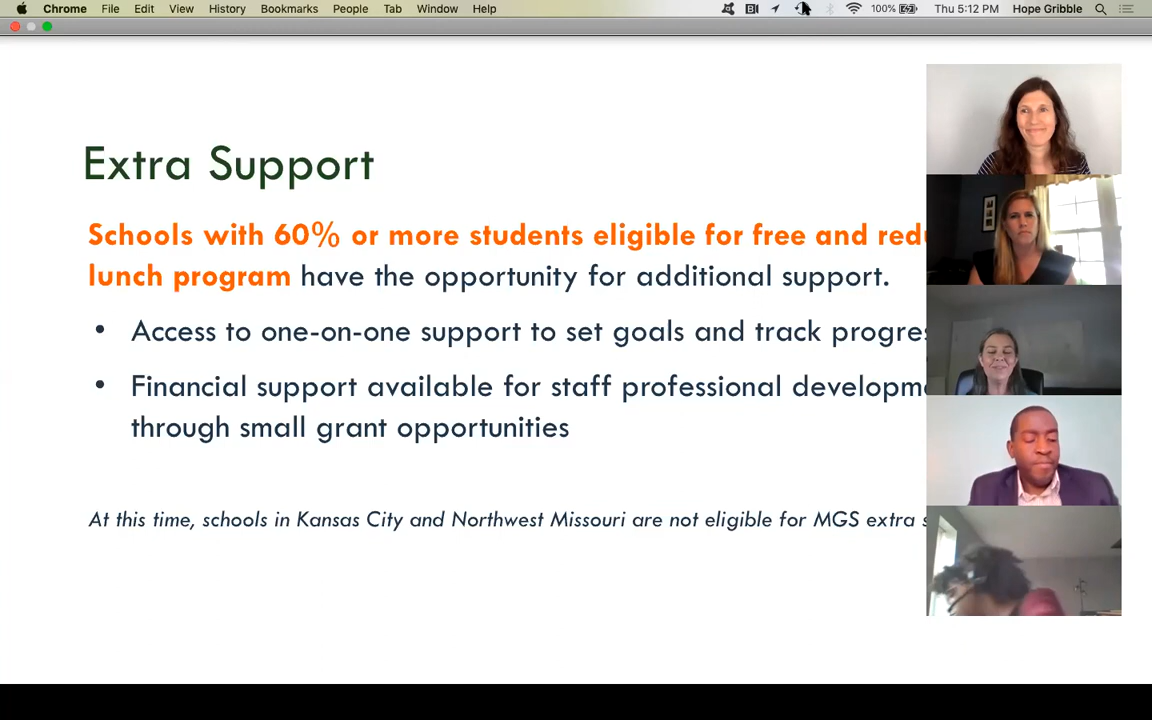 Chrome File Edit View History Bookmarks People Tab Window Help 100% Thu 5:12 PM Hope Gribble
Extra Support
Schools with 60% or more students eligible for free and
lunch program have the opportunity for additional support.
• Access to one-on-one support to set goals and track
• Financial support available for staff professional
through small grant opportunities
At this time, schools in Kansas City and Northwest Missouri are not eligible for MGS extra